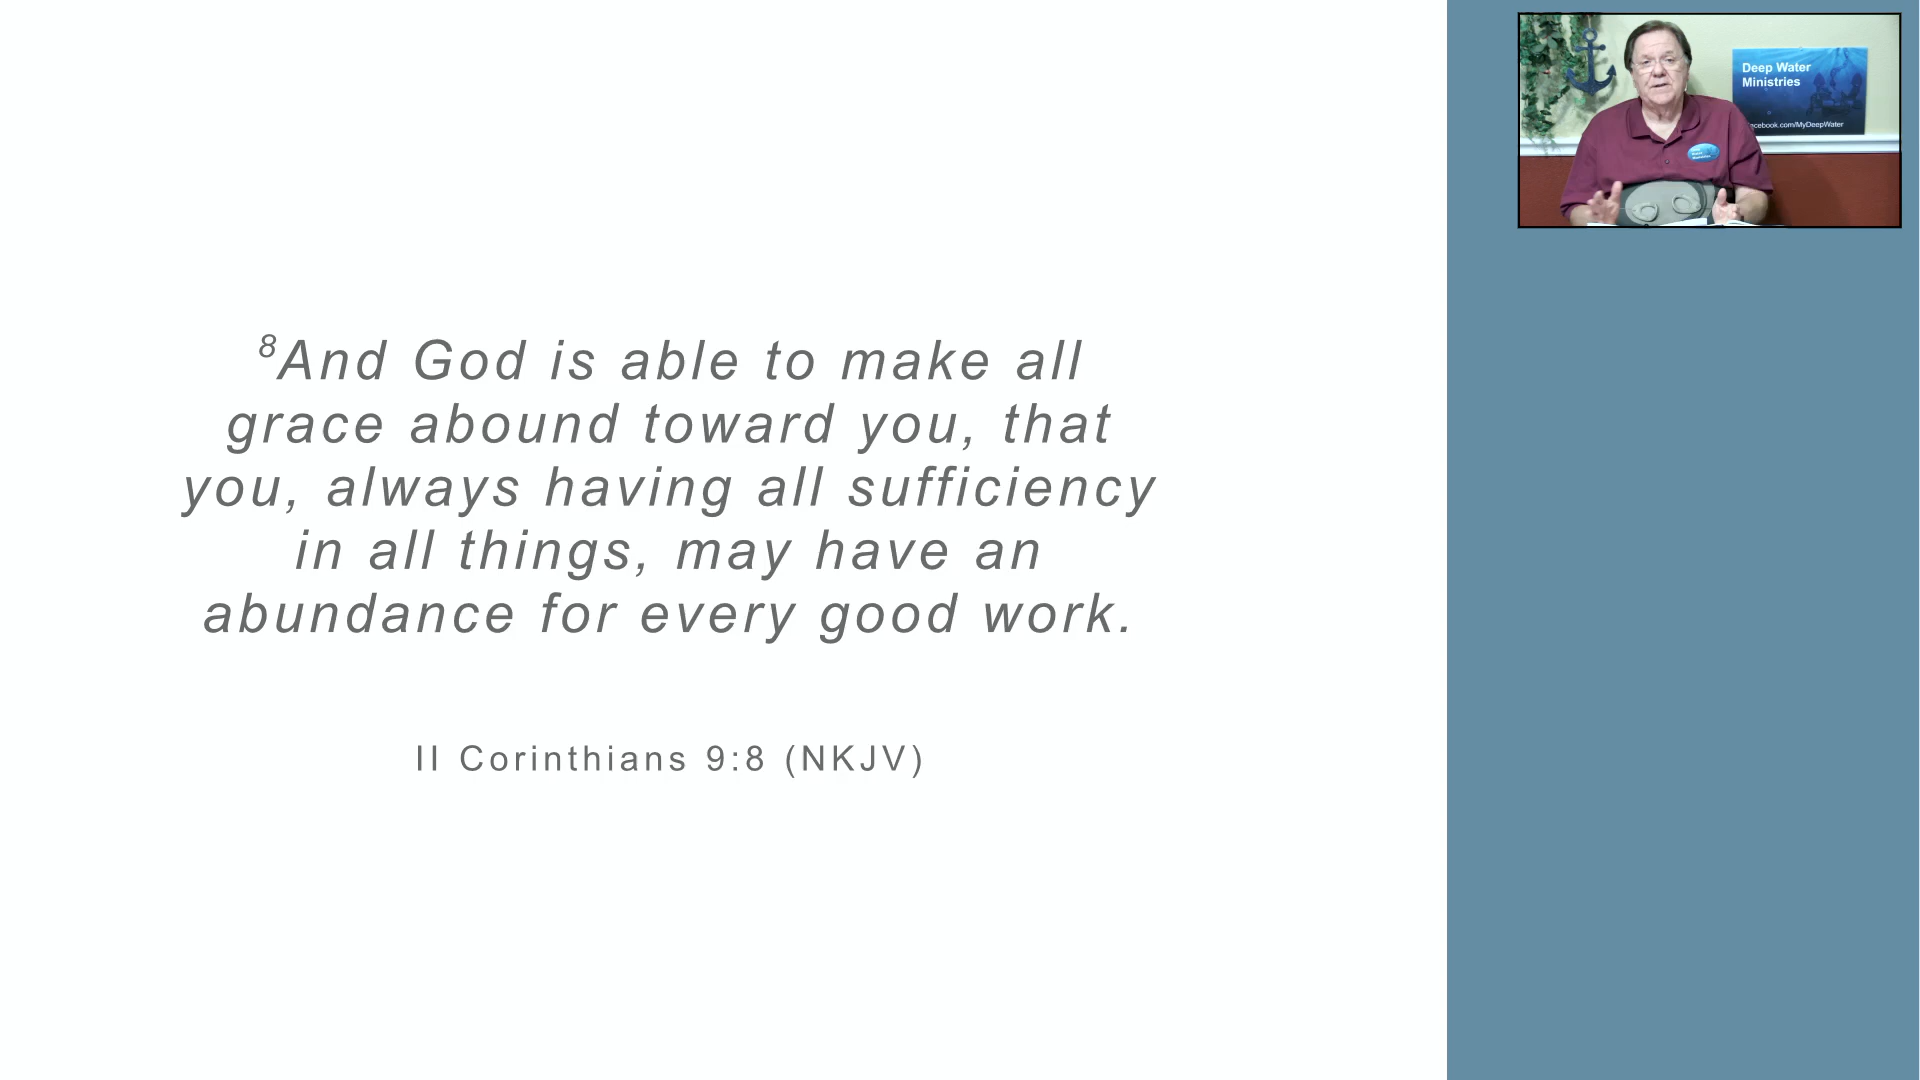 ⁸And God is able to make all
grace abound toward you, that
you, always having all sufficiency
in all things, may have an
abundance for every good work.
II Corinthians 9:8 (NKJV)
Deep Water
Ministries
acebook.com/MyDeepWater